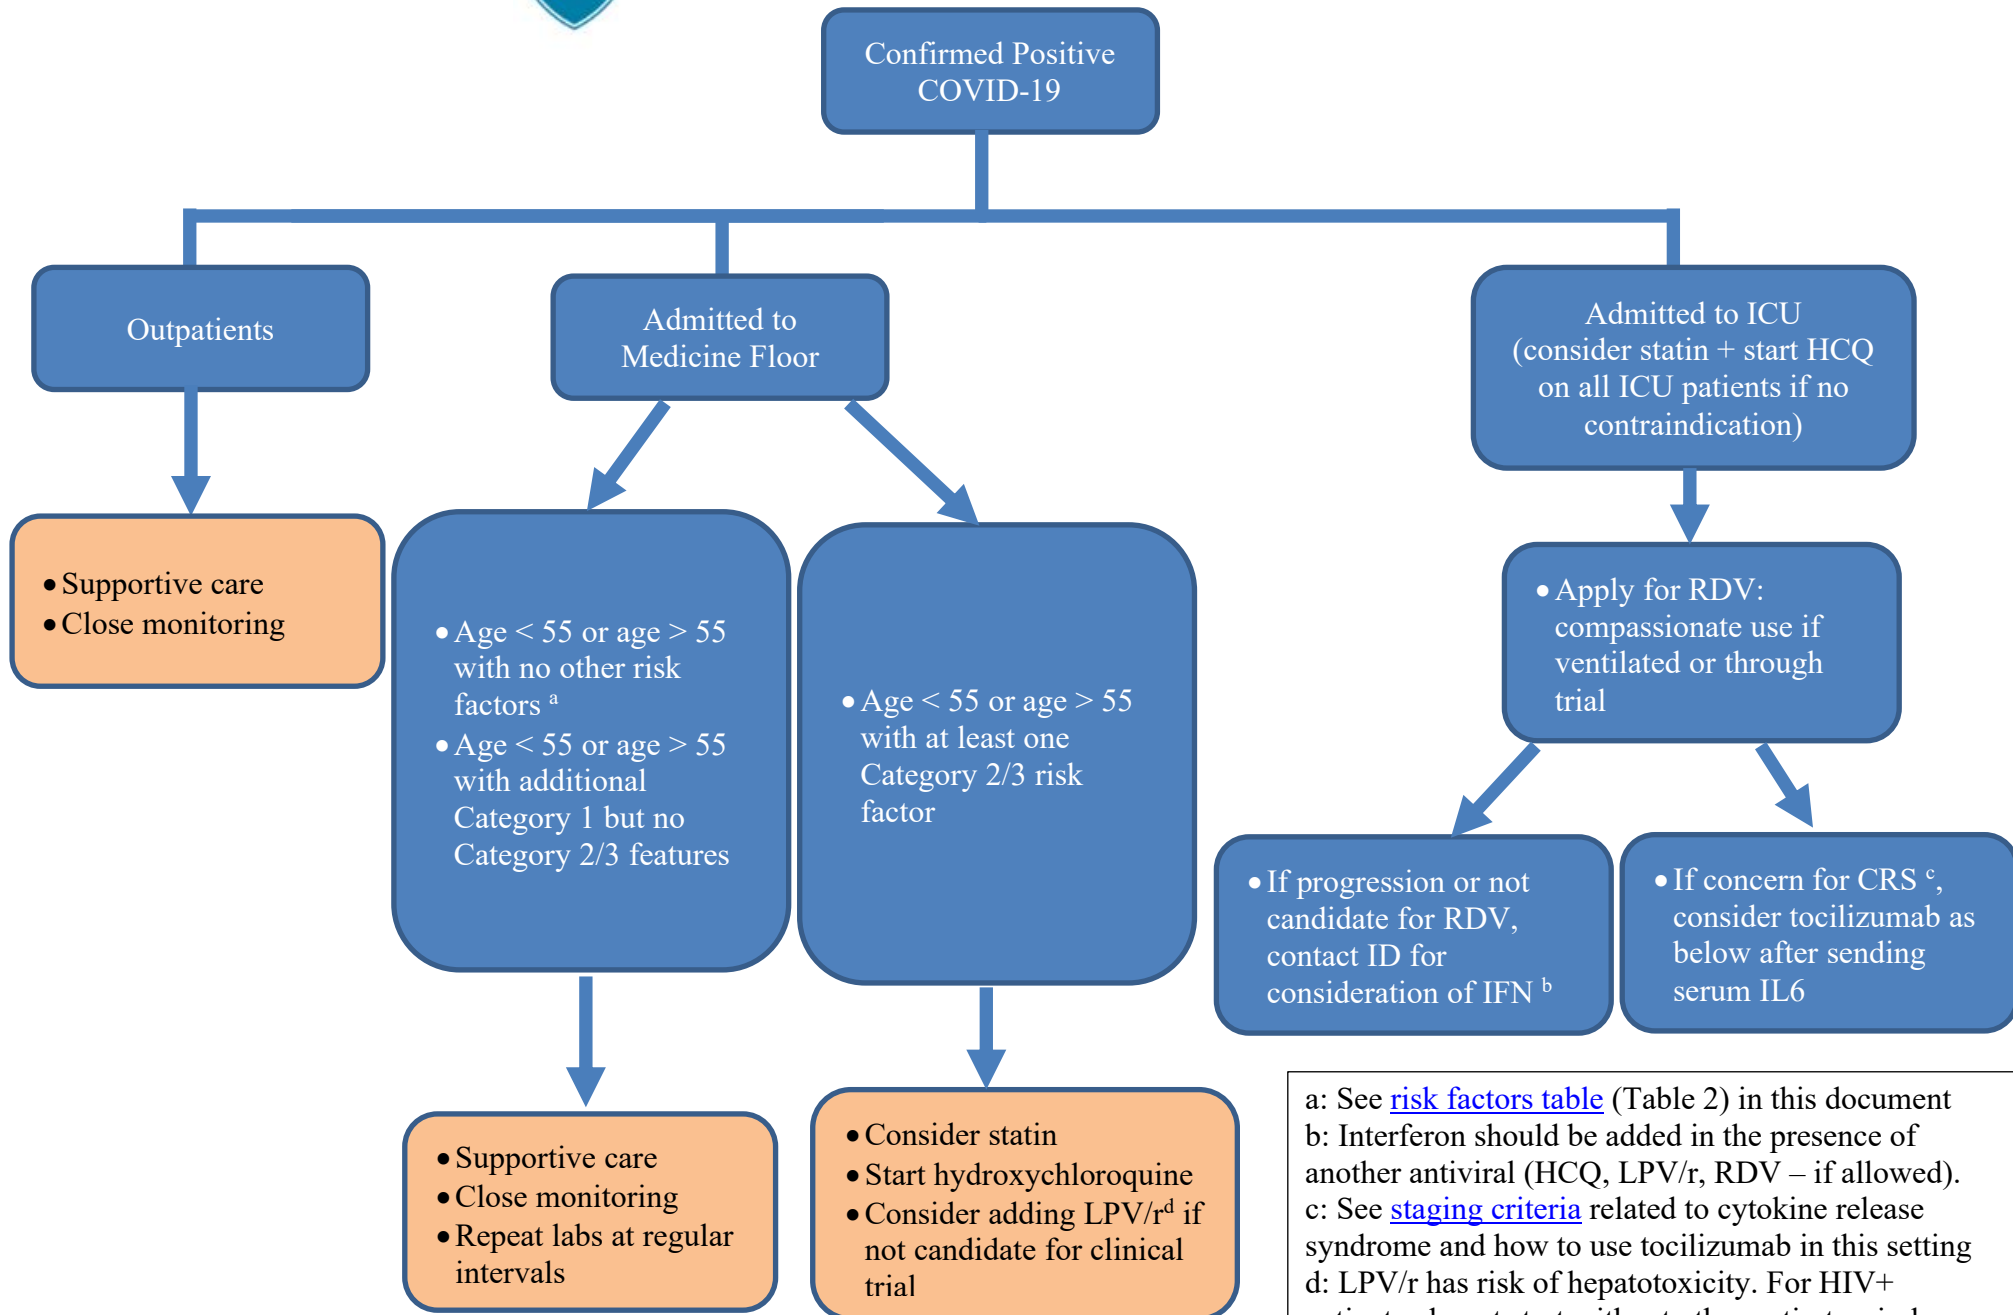 Confirmed Positive
COVID-19
Outpatients
Admitted to
Medicine Floor
Admitted to ICU
(consider statin + start HCQ
on all ICU patients if no
contraindication)
• Supportive care
• Close monitoring
• Age < 55 or age > 55
with no other risk
factors a
• Age < 55 or age > 55
with additional
Category 1 but no
Category 2/3 features
• Age < 55 or age > 55
with at least one
Category 2/3 risk
factor
• Apply for RDV:
compassionate use if
ventilated or through
trial
• If progression or not
candidate for RDV,
contact ID for
consideration of IFN b
• If concern for CRS c,
consider tocilizumab as
below after sending
serum IL6
• Supportive care
• Close monitoring
• Repeat labs at regular
intervals
• Consider statin
• Start hydroxychloroquine
• Consider adding LPV/rd if
not candidate for clinical
trial
a: See risk factors table (Table 2) in this document
b: Interferon should be added in the presence of
another antiviral (HCQ, LPV/r, RDV – if allowed).
c: See staging criteria related to cytokine release
syndrome and how to use tocilizumab in this setting
d: LPV/r has risk of hepatotoxicity. For HIV+